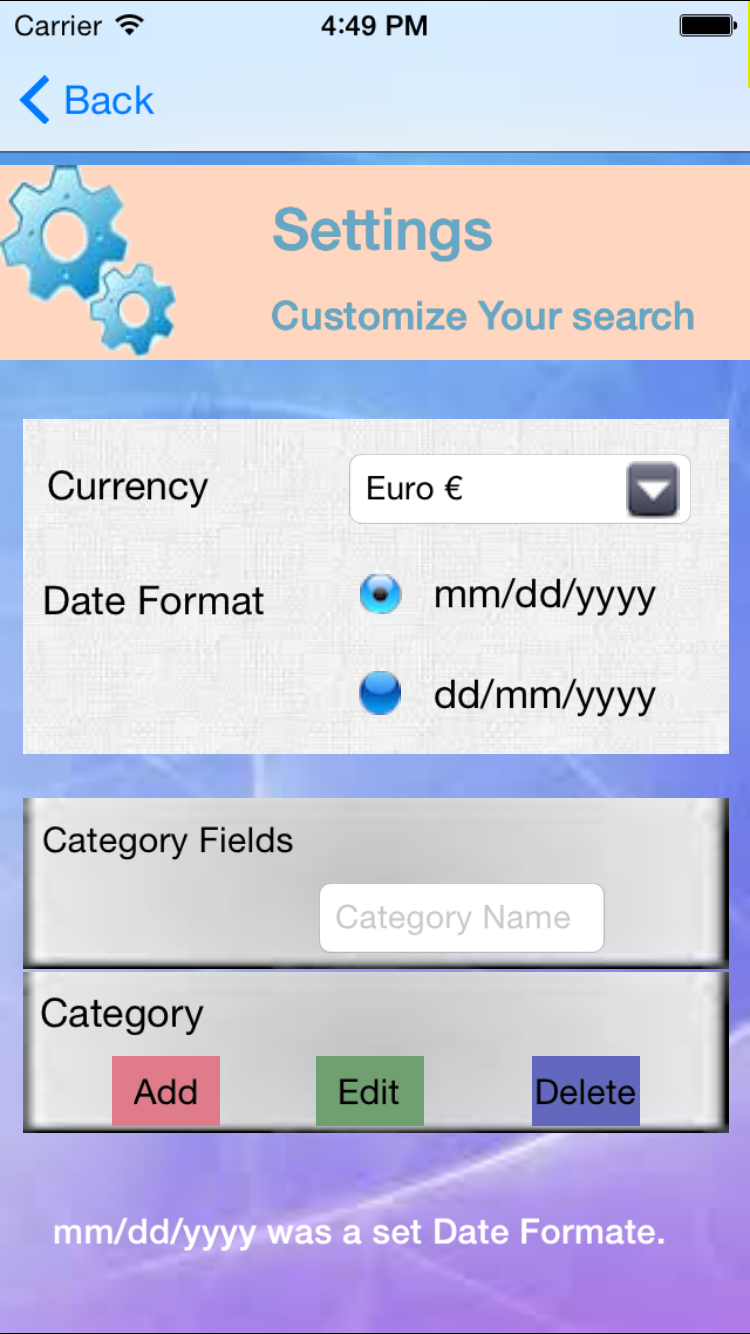 Carrier 4:49 PM
Back
Settings
Customize Your search
Currency Euro €
Date Format mm/dd/yyyy
dd/mm/yyyy
Category Fields
Category Name
Category
Add Edit Delete
mm/dd/yyyy was a set Date Formate.